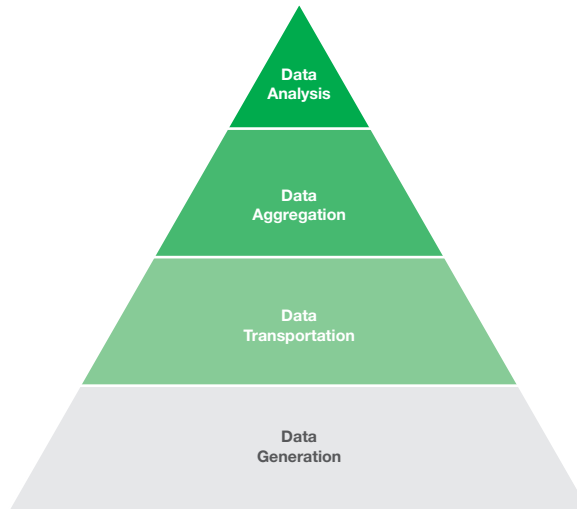 Data
Analysis
Data
Aggregation
Data
Transportation
Data
Generation